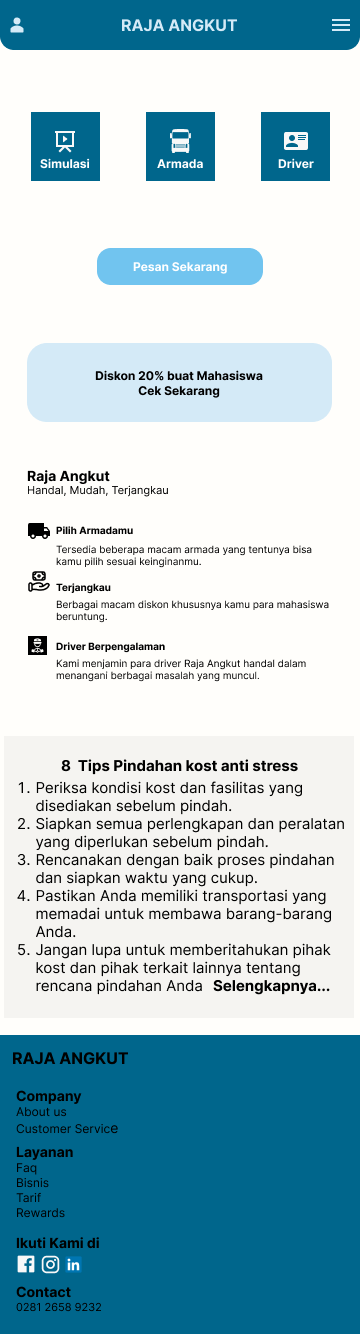 RAJA ANGKUT
Simulasi
Armada
Driver
Pesan Sekarang
Diskon 20% buat Mahasiswa
Cek Sekarang
Raja Angkut
Handal, Mudah, Terjangkau
Pilih Armadamu
Tersedia beberapa macam armada yang tentunya bisa
kamu pilih sesuai keinginanmu.
Terjangkau
Berbagai macam diskon khususnya kamu para mahasiswa
beruntung.
Driver Berpengalaman
Kami menjamin para driver Raja Angkut handal dalam
menangani berbagai masalah yang muncul.
8 Tips Pindahan kost anti stress
1. Periksa kondisi kost dan fasilitas yang
disediakan sebelum pindah.
2. Siapkan semua perlengkapan dan peralatan
yang diperlukan sebelum pindah.
3. Rencanakan dengan baik proses pindahan
dan siapkan waktu yang cukup.
4. Pastikan Anda memiliki transportasi yang
memadai untuk membawa barang-barang
Anda.
5. Jangan lupa untuk memberitahukan pihak
kost dan pihak terkait lainnya tentang
rencana pindahan Anda Selengkapnya...
RAJA ANGKUT
Company
About us
Customer Service
Layanan
Faq
Bisnis
Tarif
Rewards
Ikuti Kami di
Contact
0281 2658 9232